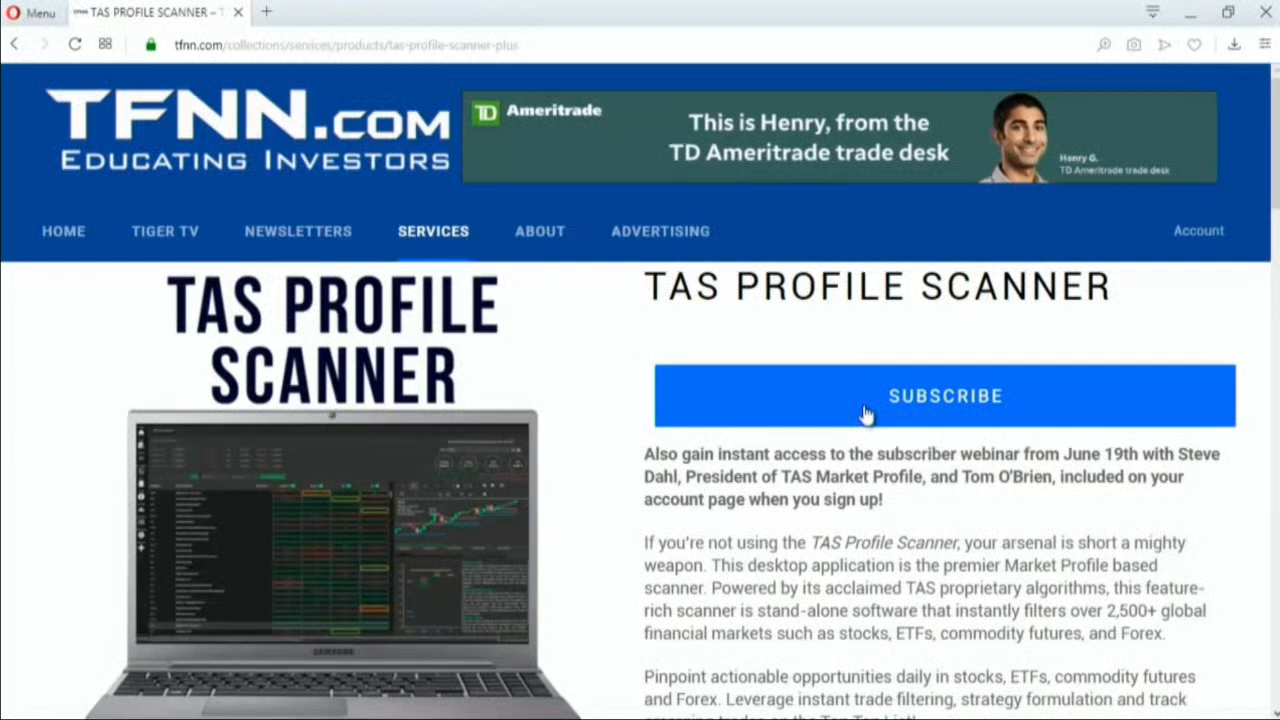 Menu
TAS PROFILE SCANNER – T
tfnn.com/collections/services/products/tas-profile-scanner-plus
TFNN.COM
EDUCATING INVESTORS
TD Ameritrade
This is Henry, from the
TD Ameritrade trade desk
Henry G.
TD Ameritrade trade desk
HOME TIGER TV NEWSLETTERS SERVICES ABOUT ADVERTISING Account
TAS PROFILE
SCANNER
SAMSUNG
TAS PROFILE SCANNER
SUBSCRIBE
Also gain instant access to the subscriber webinar from June 19th with Steve
Dahl, President of TAS Market Profile, and Tom O'Brien, included on your
account page when you sign up!
If you're not using the TAS Profile Scanner, your arsenal is short a mighty
weapon. This desktop application is the premier Market Profile based
scanner. Powered by its acclaimed TAS proprietary algorithms, this feature-
rich scanner is stand-alone software that instantly filters over 2,500+ global
financial markets such as stocks, ETFs, commodity futures, and Forex.
Pinpoint actionable opportunities daily in stocks, ETFs, commodity futures
and Forex. Leverage instant trade filtering, strategy formulation and track